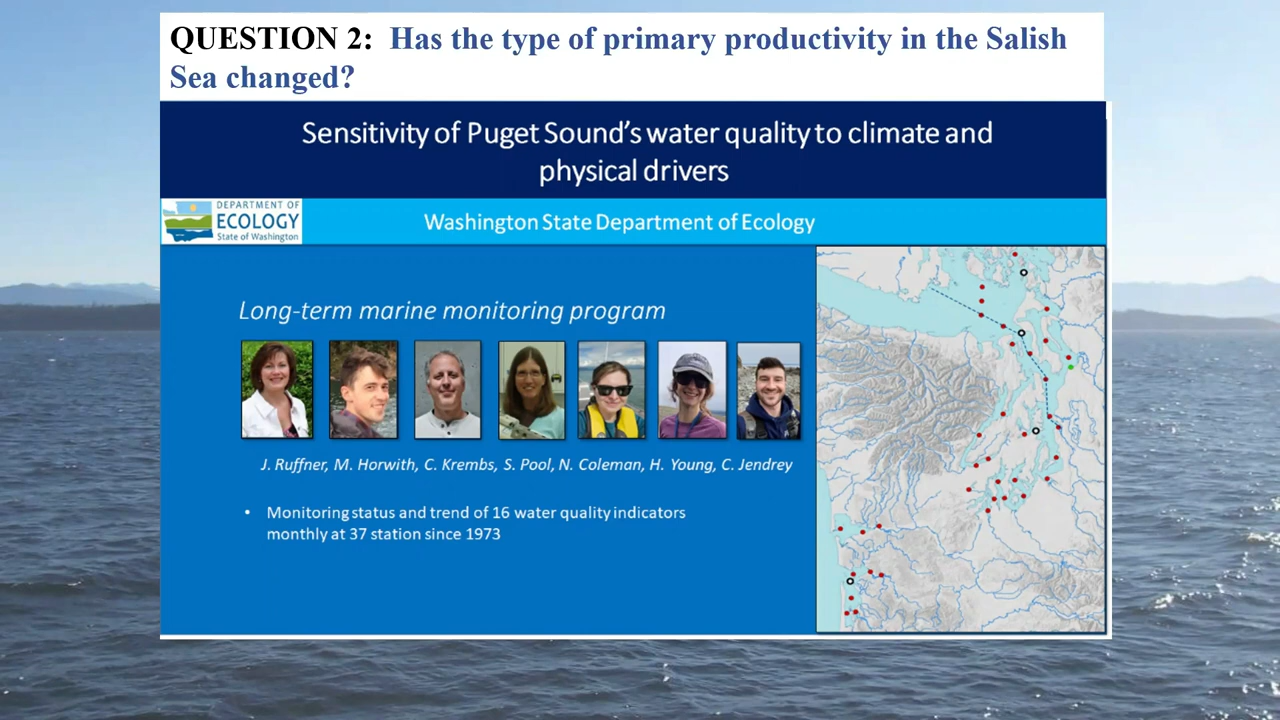 QUESTION 2: Has the type of primary productivity in the Salish
Sea changed?
Sensitivity of Puget Sound's water quality to climate and
physical drivers
DEPARTMENT OF
ECOLOGY
State of Washington
Washington State Department of Ecology
Long-term marine monitoring program
J. Ruffner, M. Horwith, C. Krembs, S. Pool, N. Coleman, H. Young, C. Jendrey
• Monitoring status and trend of 16 water quality indicators
monthly at 37 station since 1973